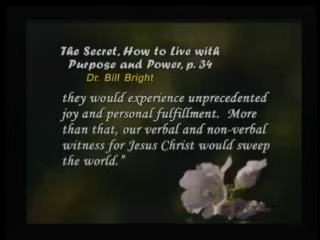 The Secret, How to Live with
Purpose and Power, p. 34
Dr. Bill Bright
they would experience unprecedented
joy and personal fulfillment. More
than that, our verbal and non-verbal
witness for Jesus Christ would sweep
the world."